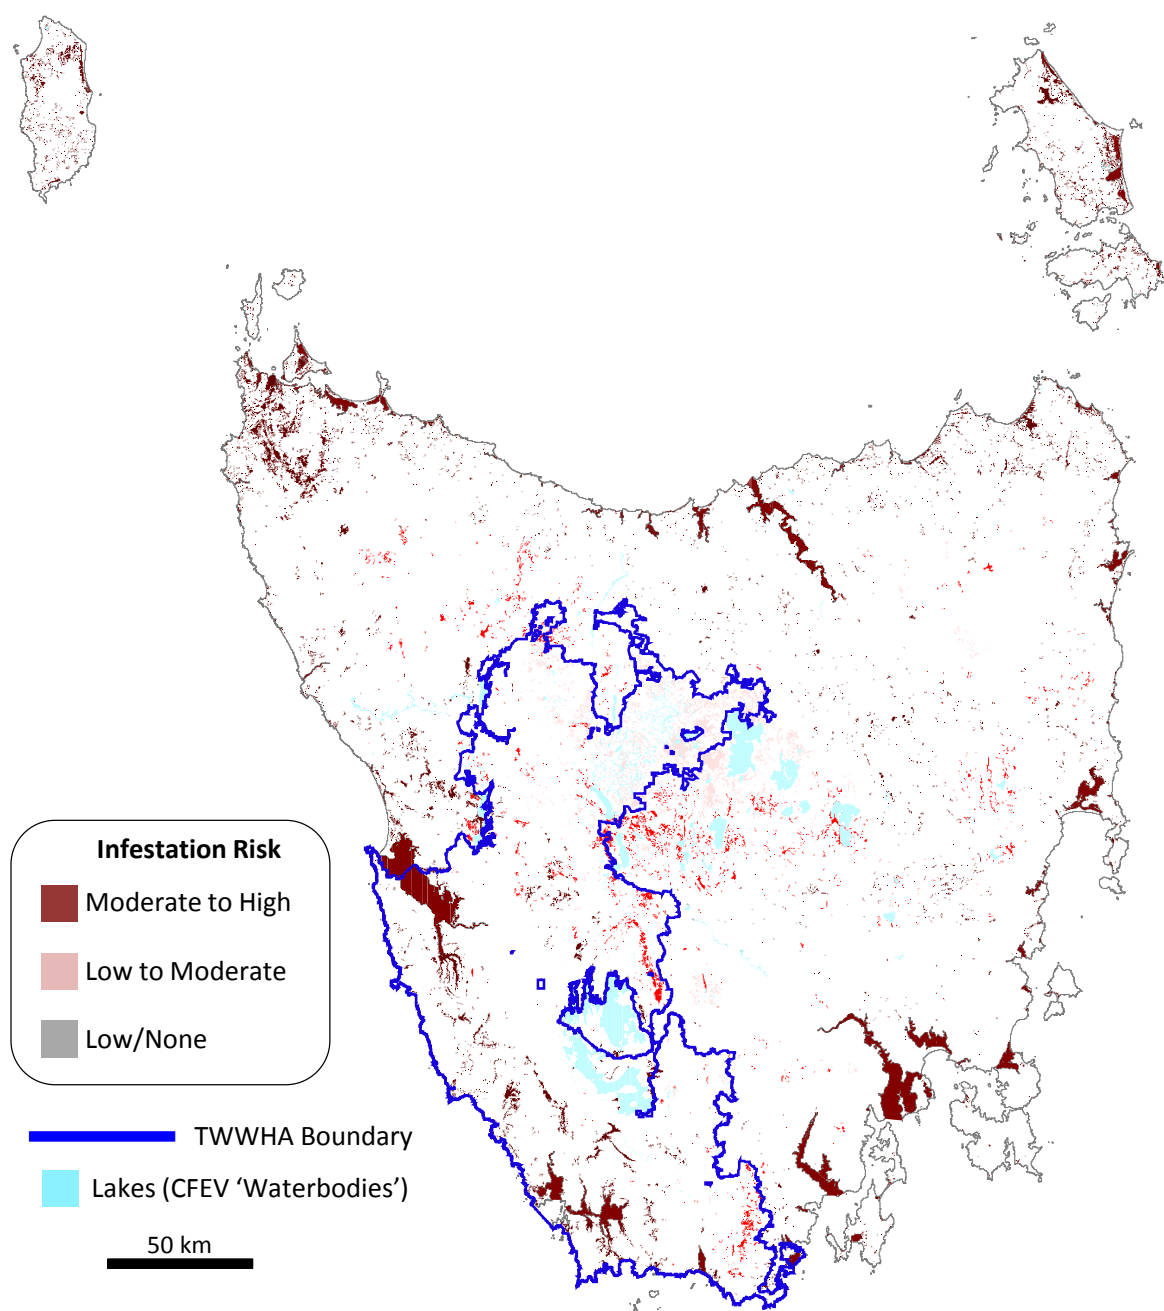 Infestation Risk
Moderate to High
Low to Moderate
Low/None
TWWHA Boundary
Lakes (CFEV ‘Waterbodies’)
50 km